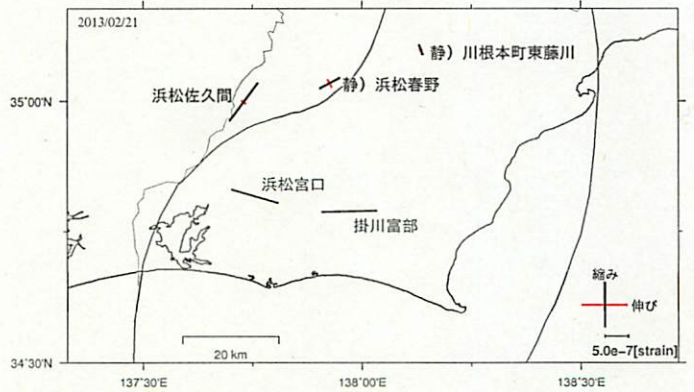 2013/02/21
静）川根本町東藤川
静）浜松春野
浜松佐久間
35°00'N
浜松宮口
掛川富部
縮み
伸び
20 km
5.0e-7[strain]
34°30'N
137°30'E
138°00'E
138°30'E